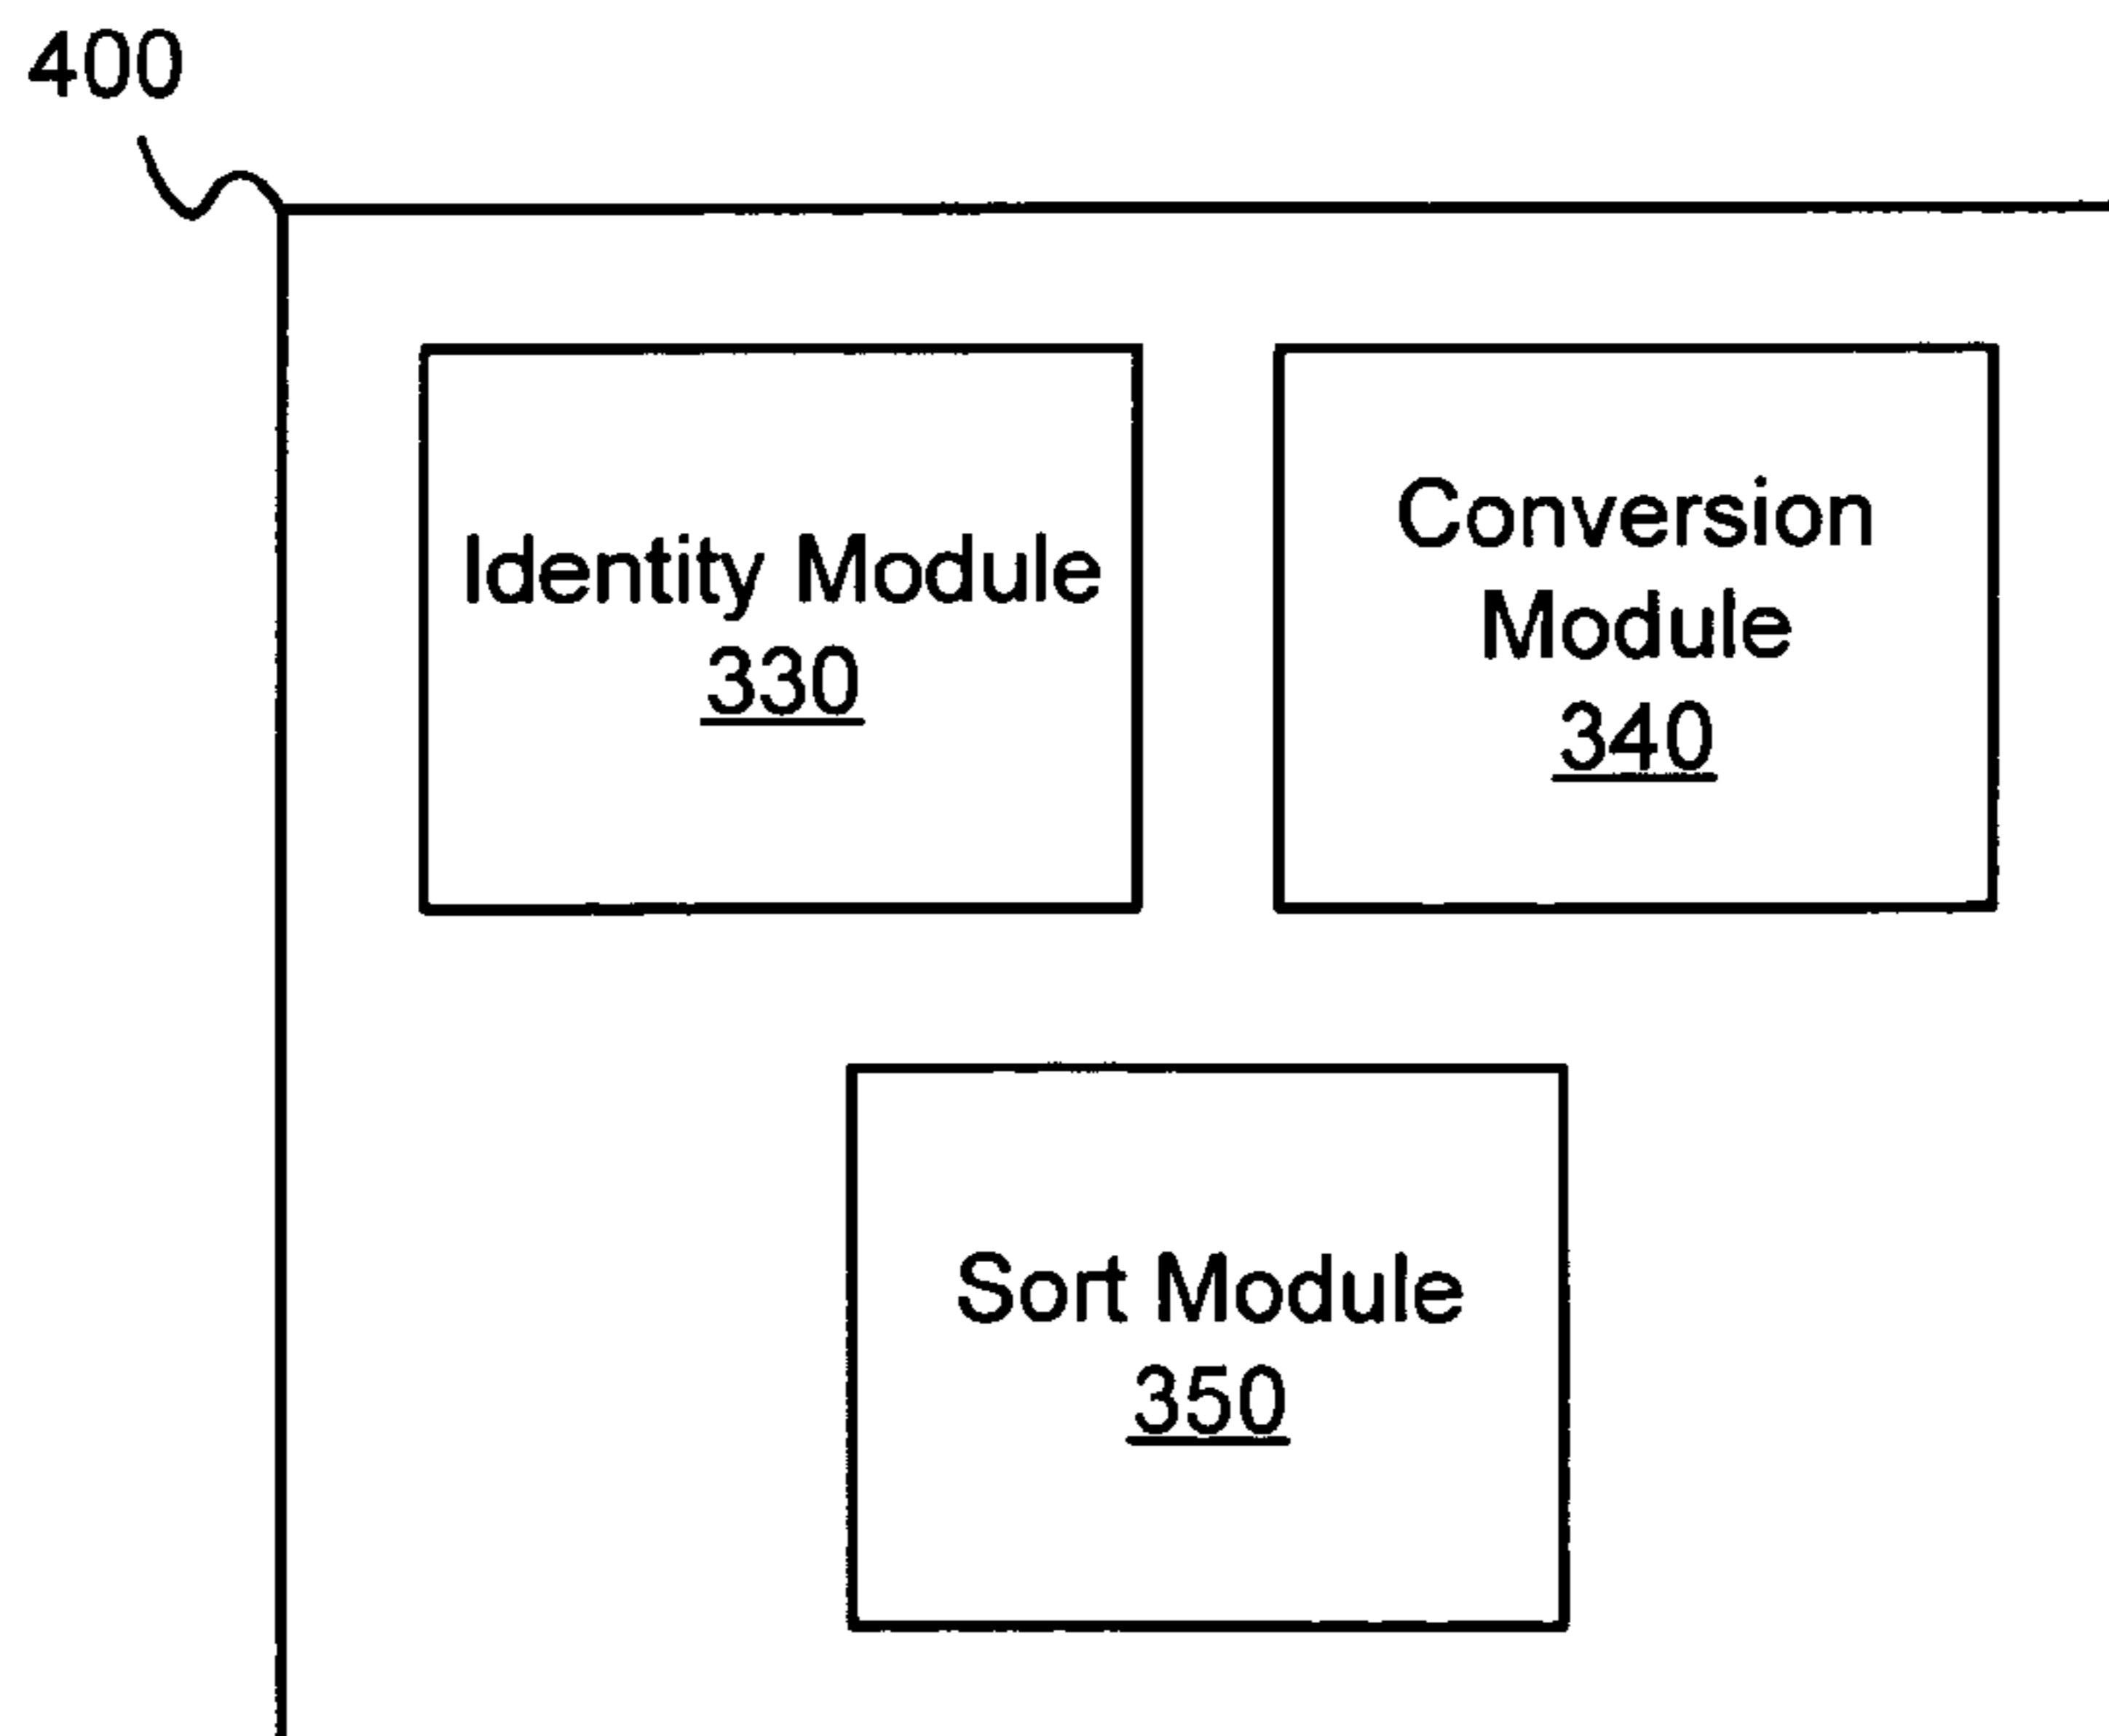 400
Identity Module
330
Conversion
Module
340
Sort Module
350